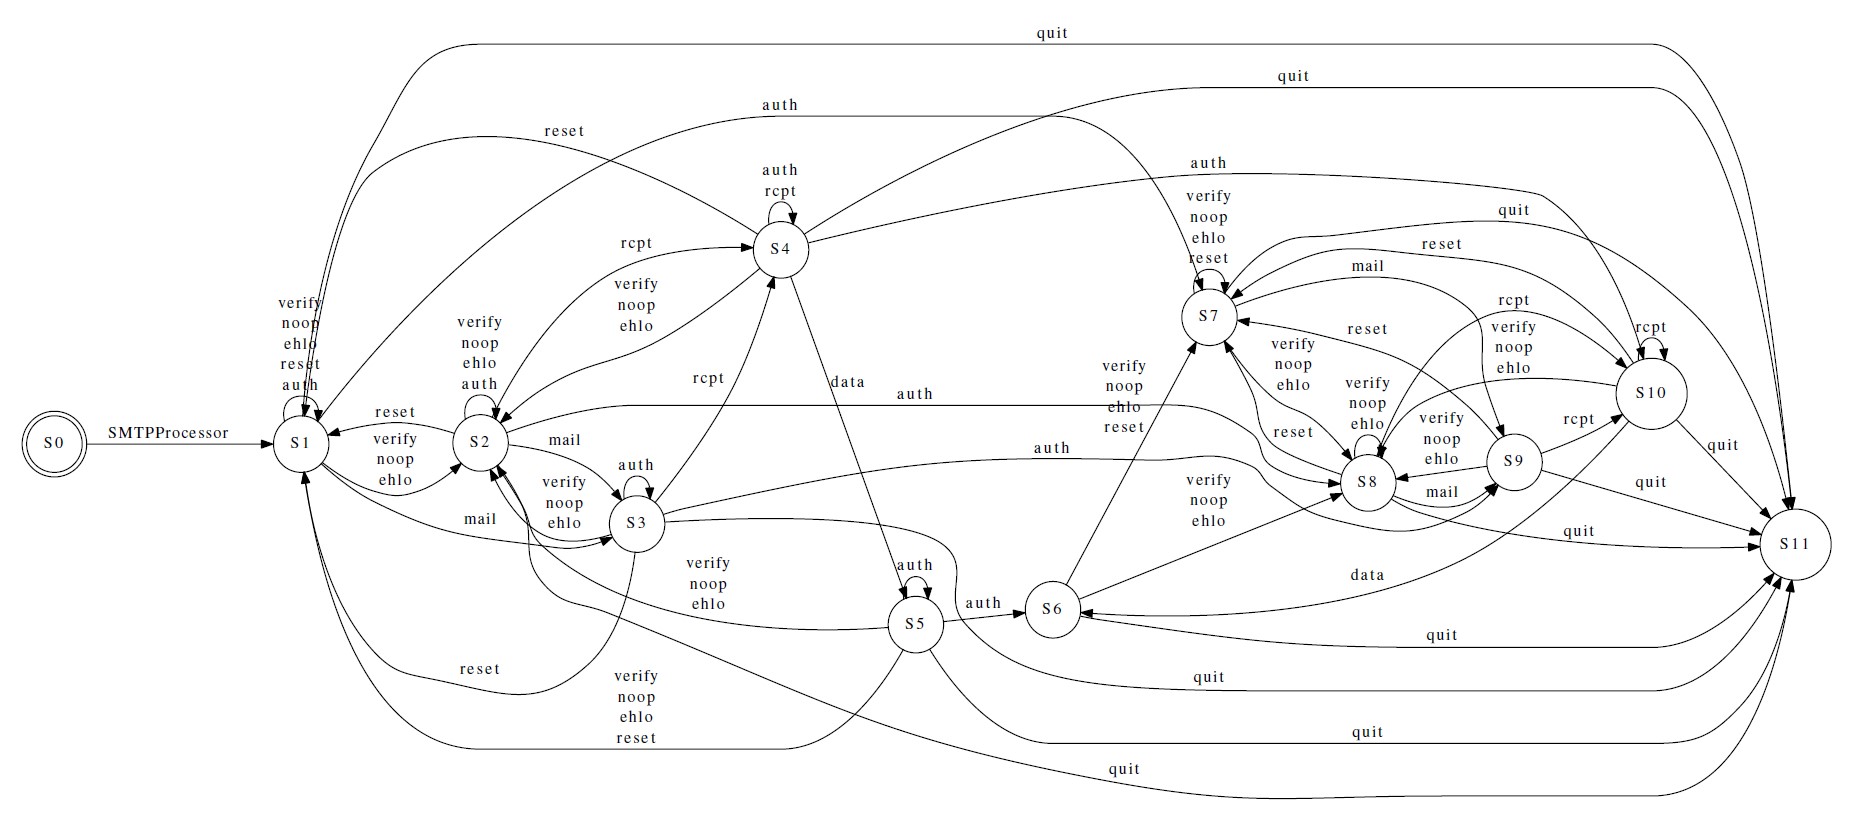 quit
quit
auth
reset
auth
rcpt
auth
verify
noop
ehlo
reset
quit
reset
mail
rcpt
S4
verify
noop
ehlo
S7
rcpt
verify
noop
ehlo
rcpt
reset
verify
noop
ehlo
verify
noop
ehlo
reset
auth
verify
noop
ehlo
auth
rcpt
data
auth
verify
noop
ehlo
reset
verify
noop
ehlo
S10
S0
SMTPProcessor
S1
reset
verify
noop
ehlo
S2
mail
auth
verify
noop
ehlo
mail
S3
auth
reset
S8
verify
noop
ehlo
mail
S9
rcpt
quit
quit
quit
S11
verify
noop
ehlo
verify
noop
ehlo
auth
S5
auth
S6
data
quit
reset
quit
verify
noop
ehlo
reset
quit
quit